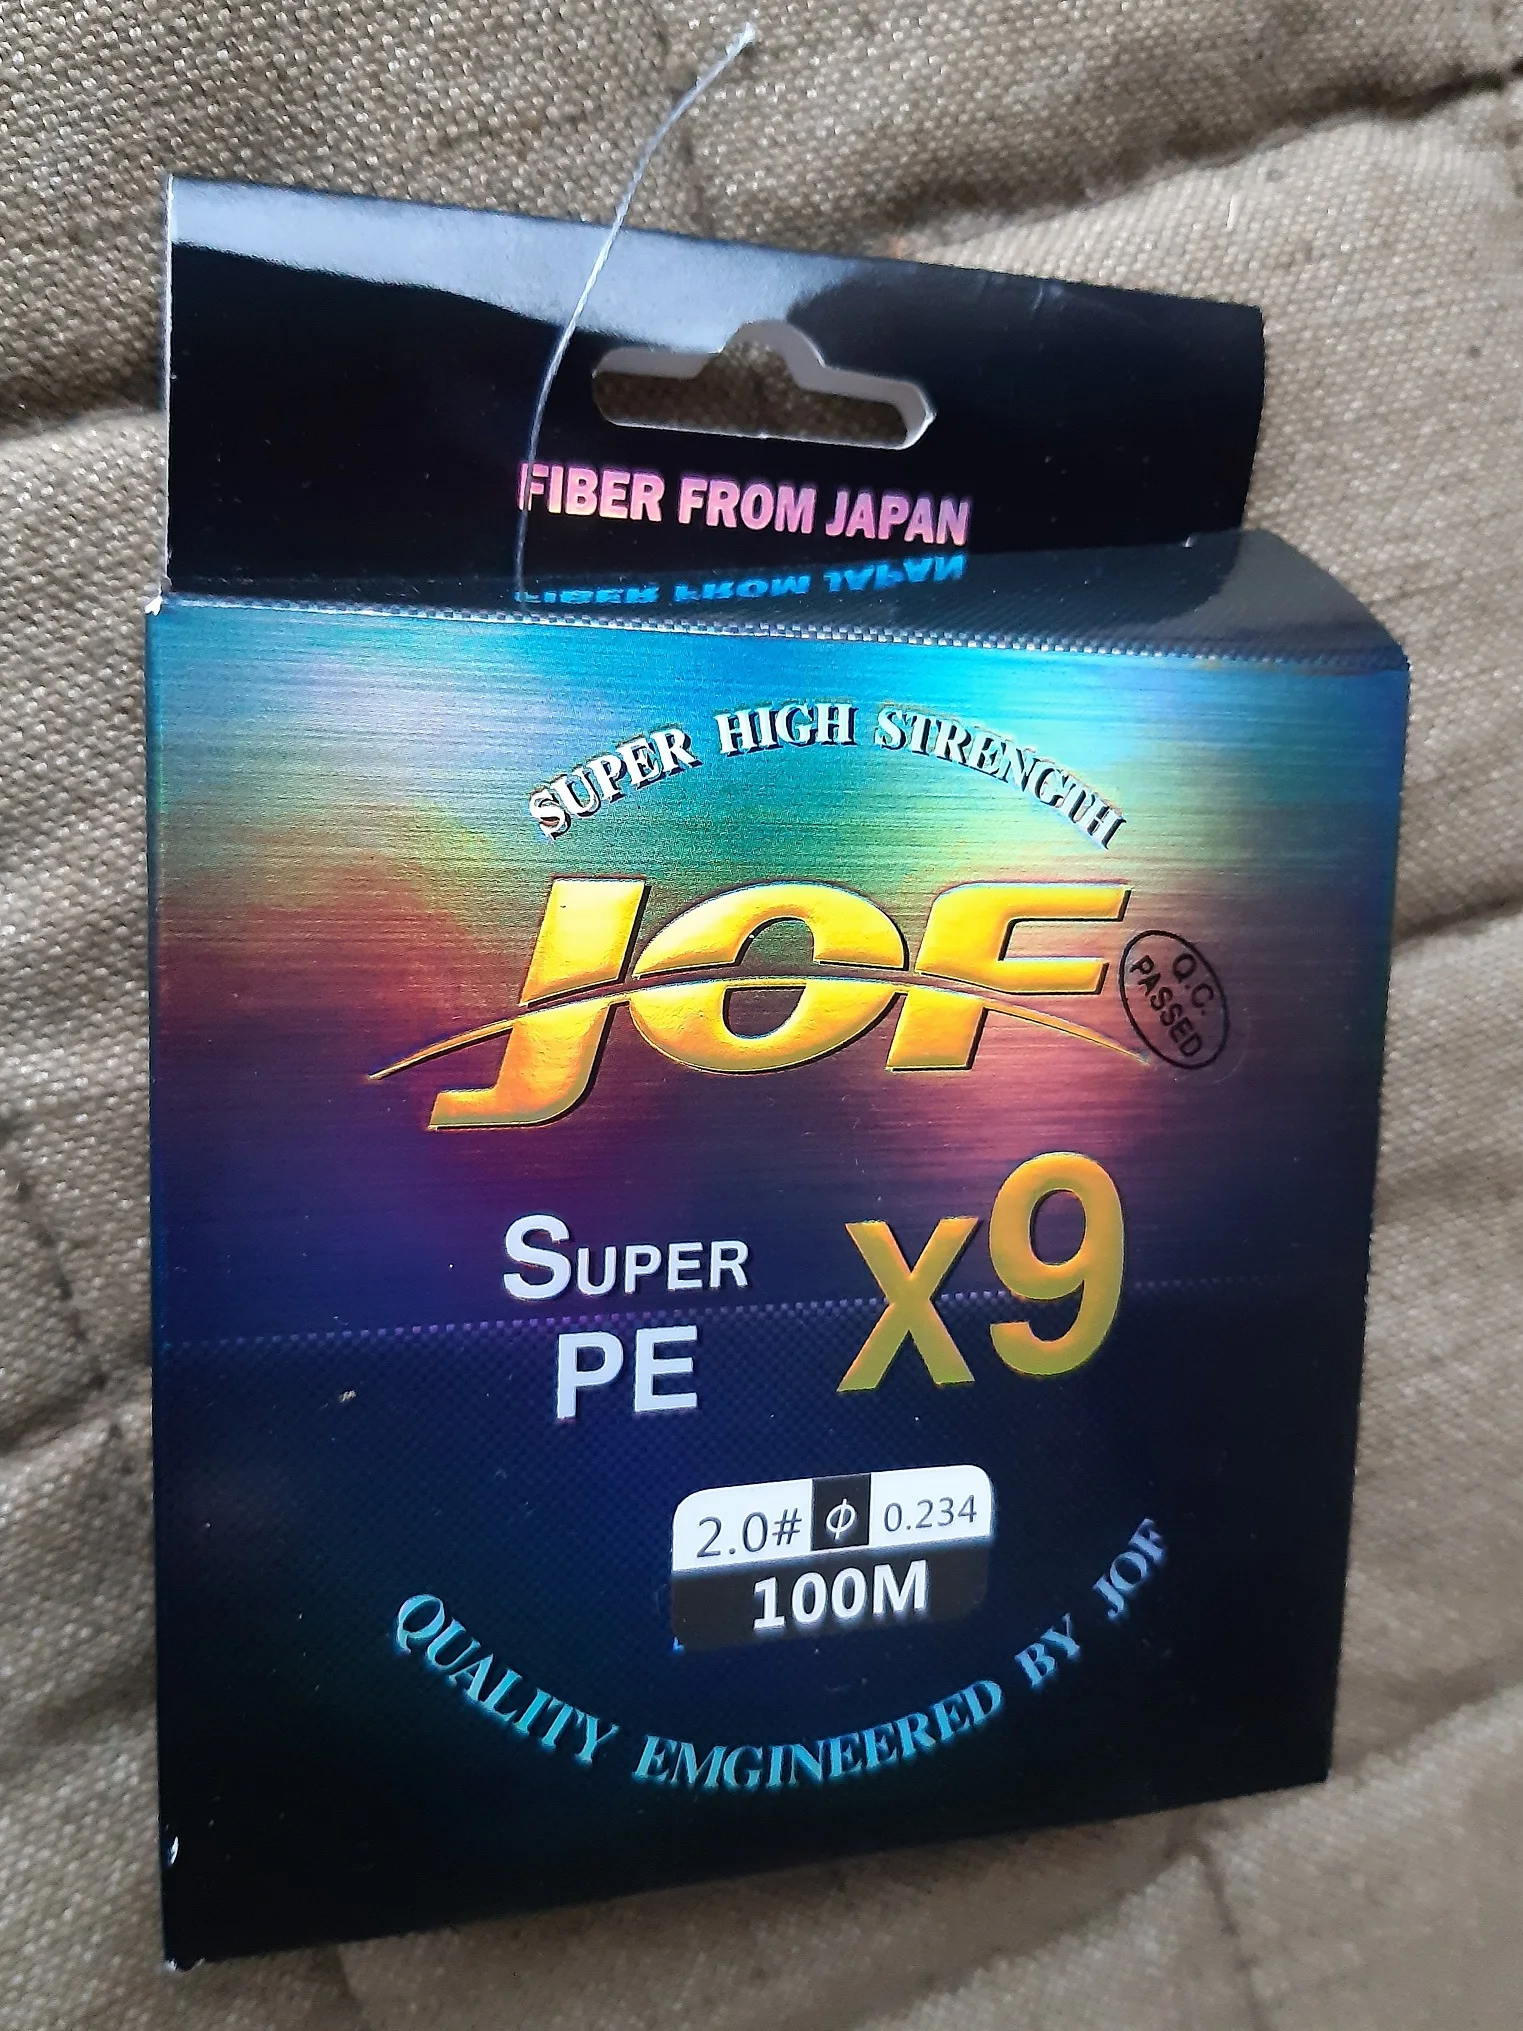 FIBER FROM JAPAN
SUPER HIGH STRENGTH
JOF
Q.C.
PASSED
SUPER
PE
x9
2.0# ϕ 0.234
100M
QUALITY EMGINEERED BY JOF